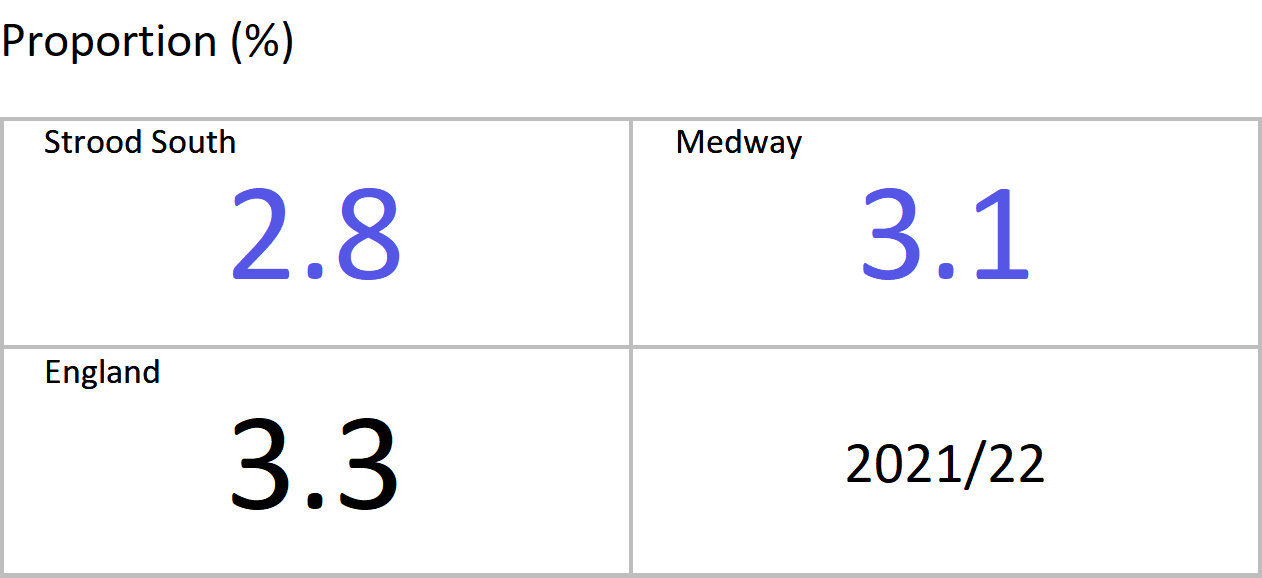 Proportion (%)
Strood South
2.8
Medway
3.1
England
3.3
2021/22